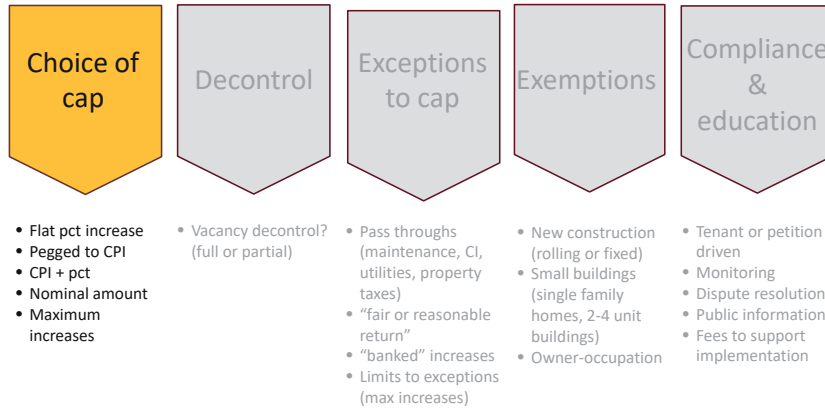 Choice of
cap
Decontrol
Exceptions
to cap
Exemptions
Compliance
&
education
• Flat pct increase
• Pegged to CPI
• CPI + pct
• Nominal amount
• Maximum
increases
• Vacancy decontrol?
(full or partial)
• Pass throughs
(maintenance, CI,
utilities, property
taxes)
• “fair or reasonable
return”
• “banked” increases
• Limits to exceptions
(max increases)
• New construction
(rolling or fixed)
• Small buildings
(single family
homes, 2-4 unit
buildings)
• Owner-occupation
• Tenant or petition
driven
• Monitoring
• Dispute resolution
• Public information
• Fees to support
implementation